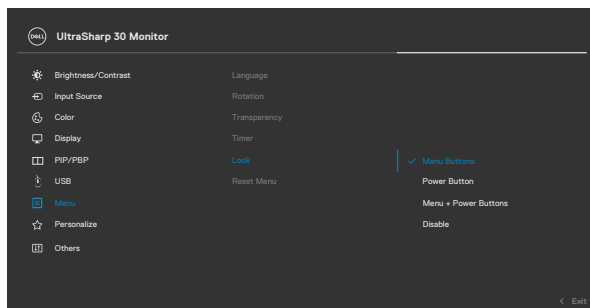 DELL UltraSharp 30 Monitor
Brightness/Contrast Language
Input Source Rotation
Color Transparency
Display Timer
PIP/PBP Lock ✓ Menu Buttons
USB Reset Menu Power Button
Menu Menu + Power Buttons
Personalize Disable
Others
< Exit